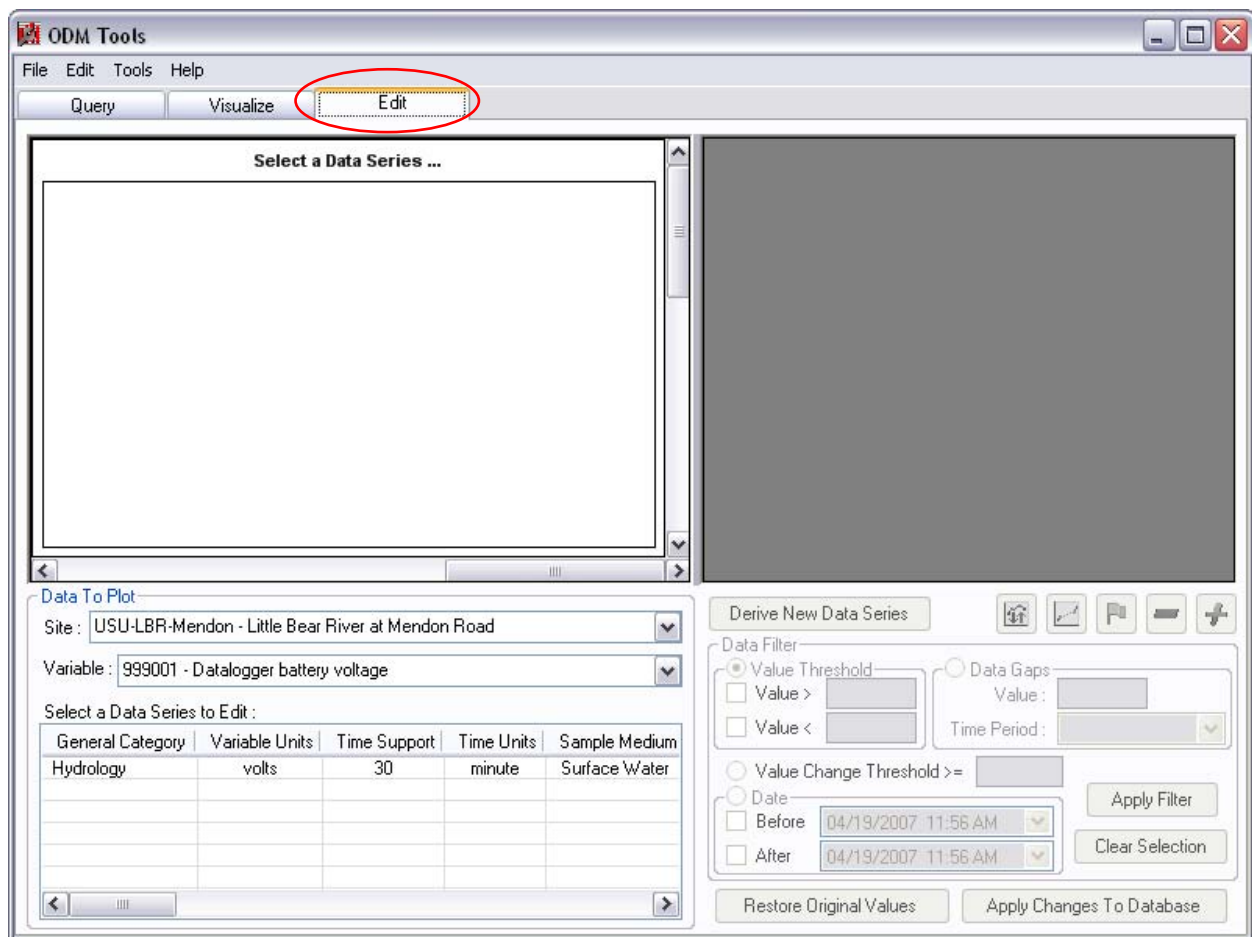 ODM Tools
File Edit Tools Help
Query Visualize Edit
Select a Data Series ...
Data To Plot
Site : USU-LBR-Mendon - Little Bear River at Mendon Road
Variable : 999001 - Datalogger battery voltage
Select a Data Series to Edit :
General Category Variable Units Time Support Time Units Sample Medium
Hydrology volts 30 minute Surface Water
Derive New Data Series
Data Filter
Value Threshold
Value >
Value <
Data Gaps
Value :
Time Period :
Value Change Threshold >=
Date
Before 04/19/2007 11:56 AM
After 04/19/2007 11:56 AM
Apply Filter
Clear Selection
Restore Original Values Apply Changes To Database